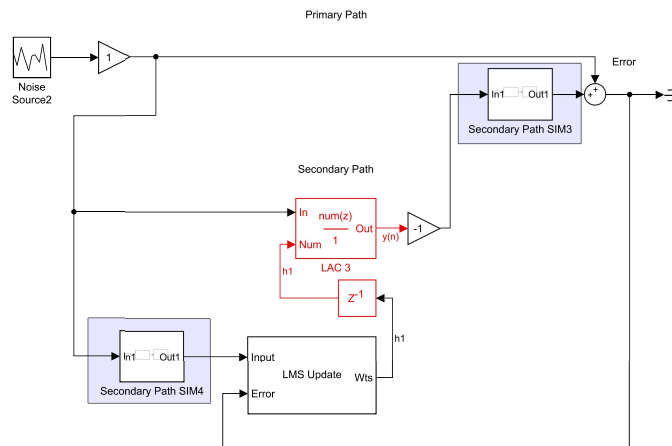 Primary Path
Noise
Source2
1
Error
In1
Out1
++
Secondary Path SIM3
Secondary Path
In
num(z)
1
Out
Num
y(n)
-1
h1
LAC 3
Z-1
h1
In1
Out1
Secondary Path SIM4
Input
LMS Update
Wts
Error